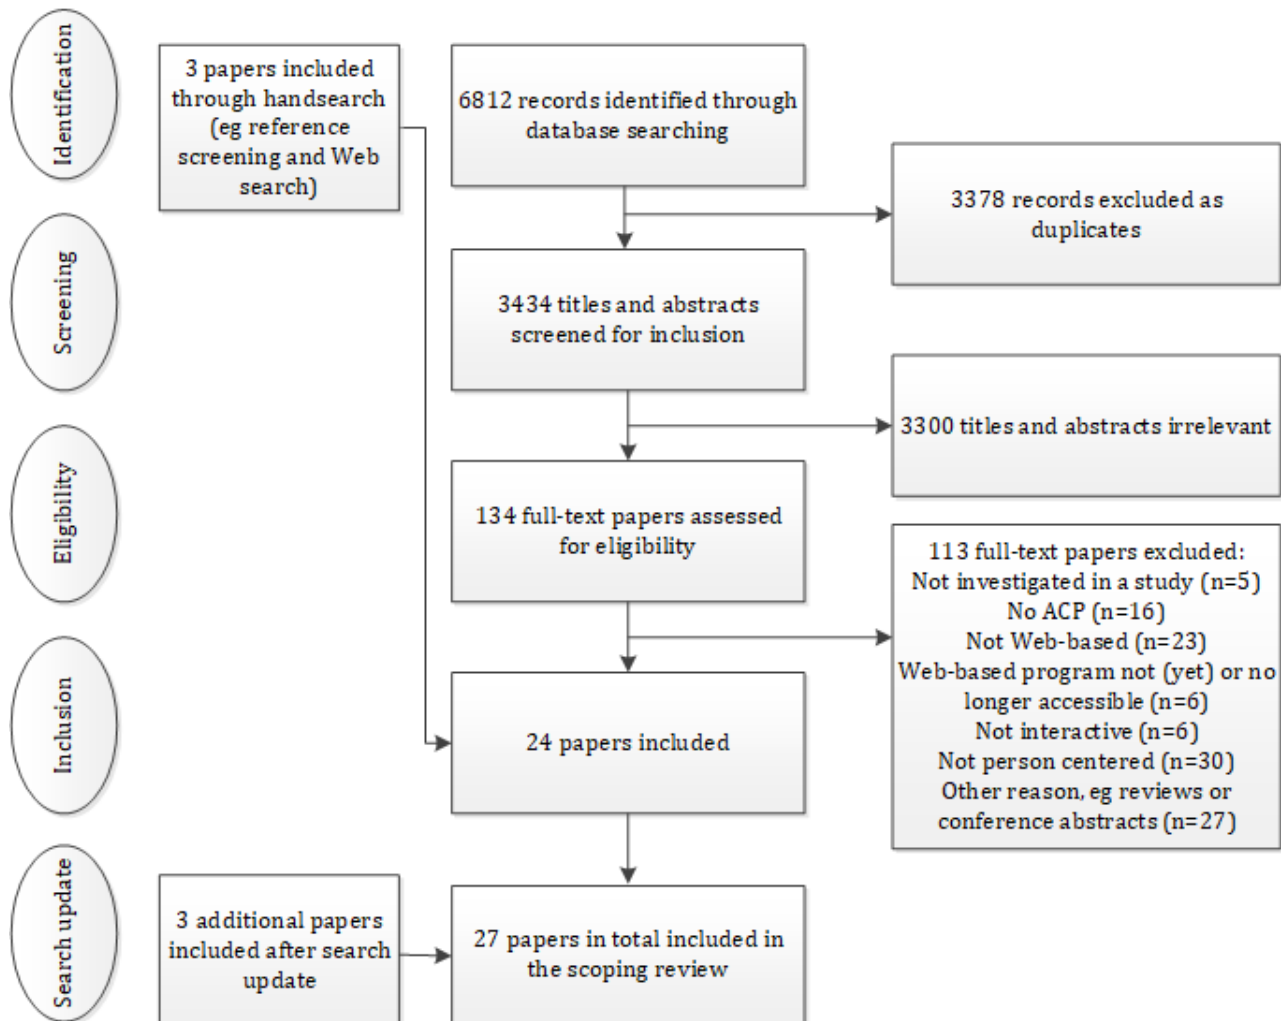 Identification
3 papers included
through handsearch
(eg reference
screening and Web
search)
6812 records identified through
database searching
3378 records excluded as
duplicates
Screening
3434 titles and abstracts
screened for inclusion
3300 titles and abstracts irrelevant
Eligibility
134 full-text papers assessed
for eligibility
113 full-text papers excluded:
Not investigated in a study (n=5)
No ACP (n=16)
Not Web-based (n=23)
Web-based program not (yet) or no
longer accessible (n=6)
Not interactive (n=6)
Not person centered (n=30)
Other reason, eg reviews or
conference abstracts (n=27)
Inclusion
24 papers included
Search update
3 additional papers
included after search
update
27 papers in total included in
the scoping review